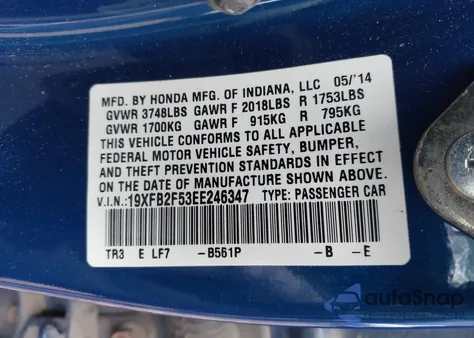 MFD. BY HONDA MFG. OF INDIANA, LLC 05/'14
GVWR 3748LBS GAWR F 2018LBS R 1753LBS
GVWR 1700KG GAWR F 915KG R 795KG
THIS VEHICLE CONFORMS TO ALL APPLICABLE
FEDERAL MOTOR VEHICLE SAFETY, BUMPER,
AND THEFT PREVENTION STANDARDS IN EFFECT
ON THE DATE OF MANUFACTURE SHOWN ABOVE.
V.I.N.:19XFB2F53EE246347 TYPE: PASSENGER CAR
TR3 E LF7 -B561P -B -E
autoSnap